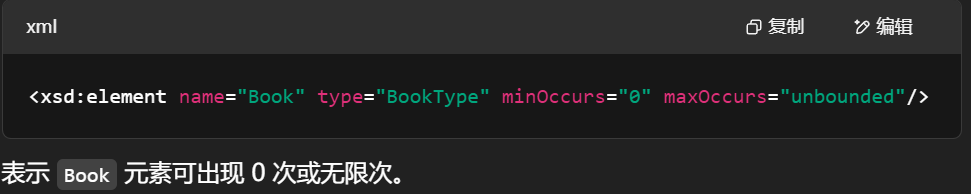 xml 复制 编辑
<xsd:element name="Book" type="BookType" minOccurs="0" maxOccurs="unbounded"/>
表示 Book 元素可出现 0 次或无限次。